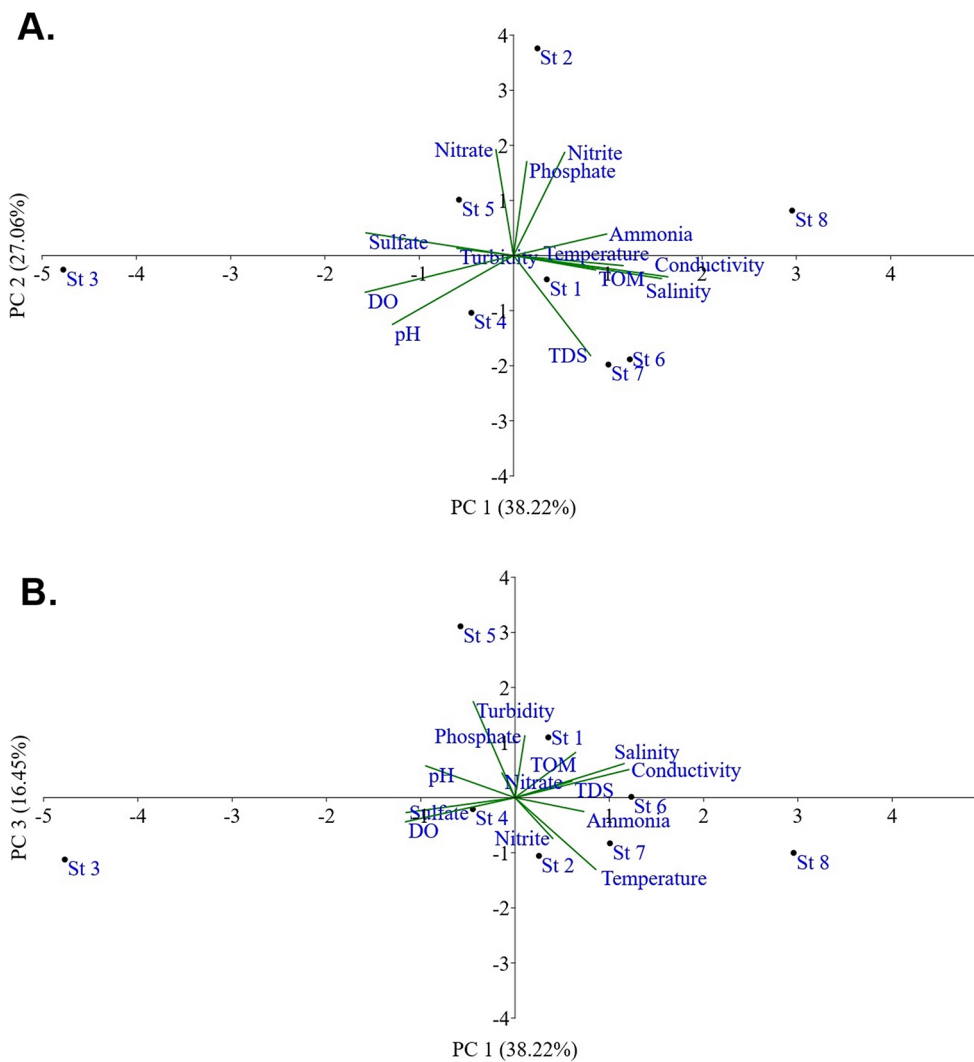 A.
4
St 2
3
2
Nitrate
Nitrite
Phosphate
1
St 5
St 8
Sulfate
Ammonia
Turbidity
Temperature
Conductivity
-5 -4 -3 -2 -1 1 2 3 4
St 3
TOM
Salinity
St 1
DO
-1
St 4
pH
TDS
St 6
-2
St 7
-3
-4
PC 2 (27.06%)
PC 1 (38.22%)
B.
4
St 5
3
2
Turbidity
Phosphate
1
St 1
Salinity
TOM
Conductivity
pH
Nitrate
TDS
-5 -4 -3 -2 -1 1 2 3 4
St 6
Sulfate
St 4
Ammonia
DO
Nitrite
-1
St 7
St 2
St 8
St 3
Temperature
-2
-3
-4
PC 3 (16.45%)
PC 1 (38.22%)